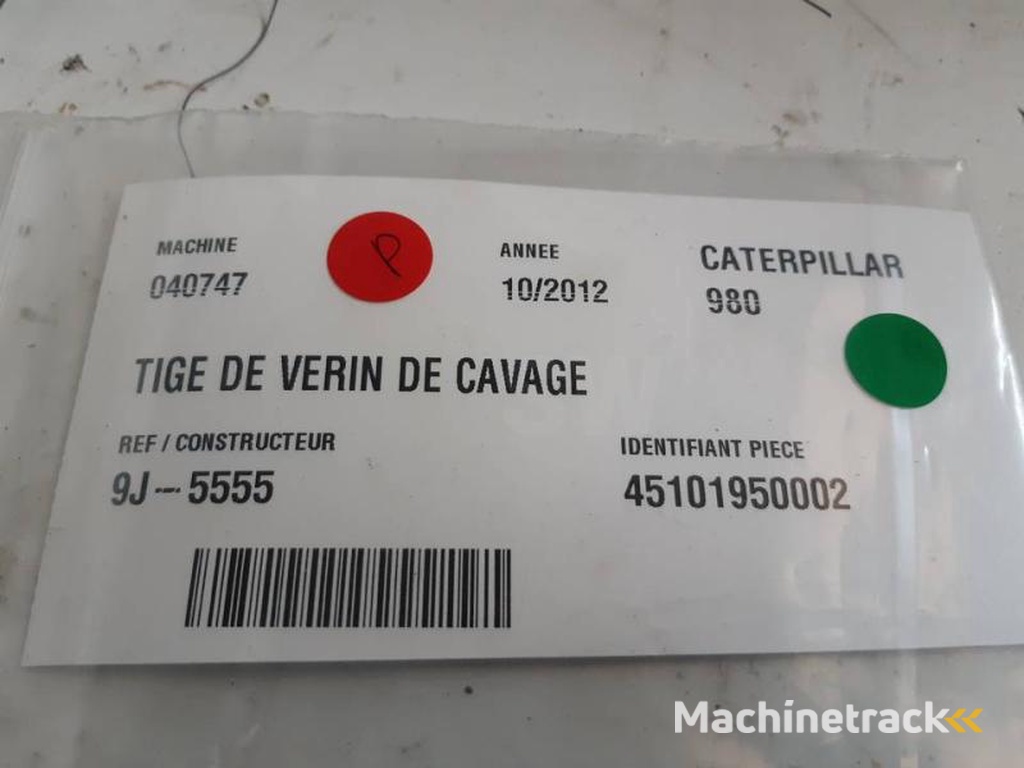 MACHINE
040747
P
ANNEE
10/2012
CATERPILLAR
980
TIGE DE VERIN DE CAVAGE
REF / CONSTRUCTEUR
9J--5555
IDENTIFIANT PIECE
45101950002
Machinetrack